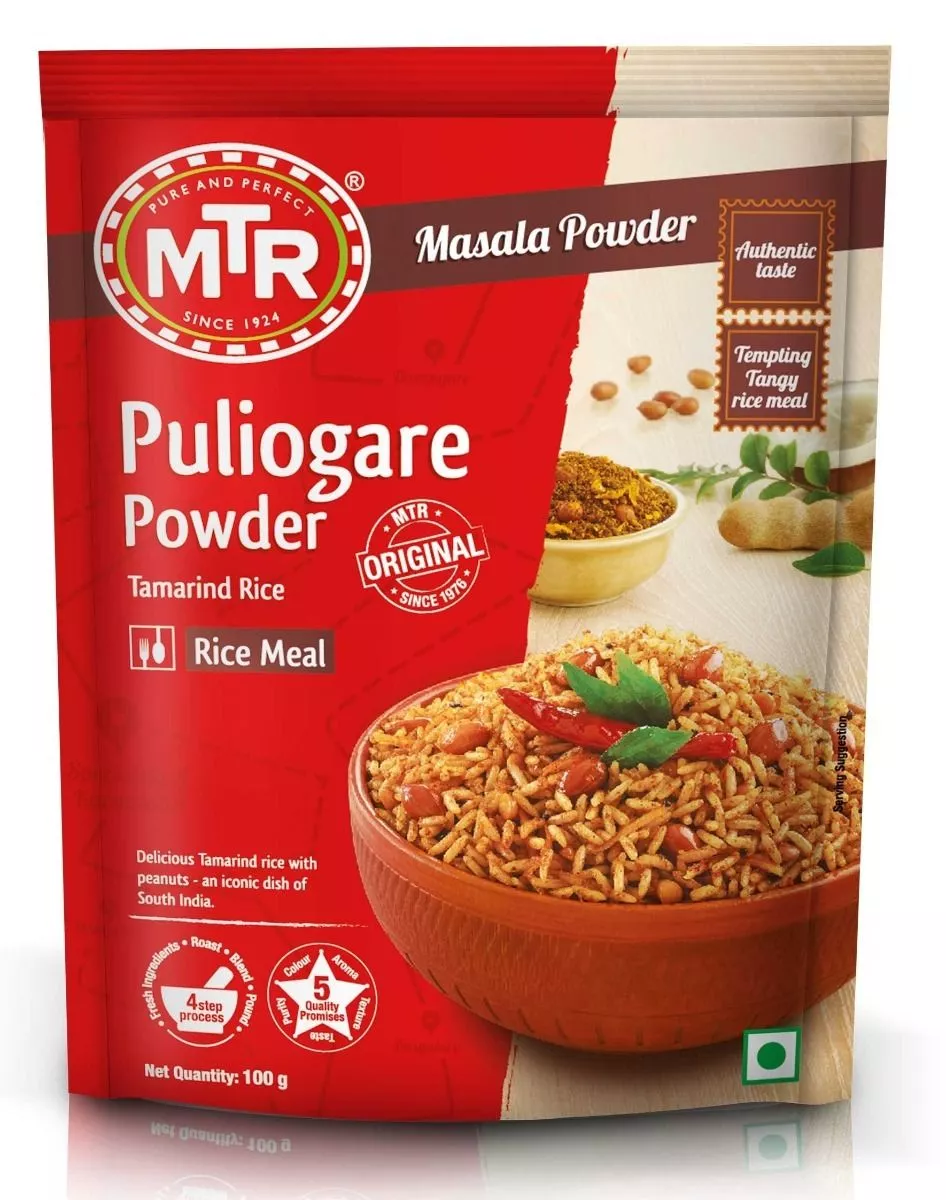 PURE AND PERFECT
MTR
®
SINCE 1924
Masala Powder
Authentic
taste
Tempting
Tangy
rice meal
Puliogare
Powder
Tamarind Rice
Rice Meal
MTR
ORIGINAL
SINCE 1976
Serving Suggestion
Delicious Tamarind rice with
peanuts - an iconic dish of
South India.
Fresh Ingredients • Roast • Blend • Pound
4 step
process
Purity Colour Aroma Texture Taste
5
Quality
Promises
Net Quantity: 100 g